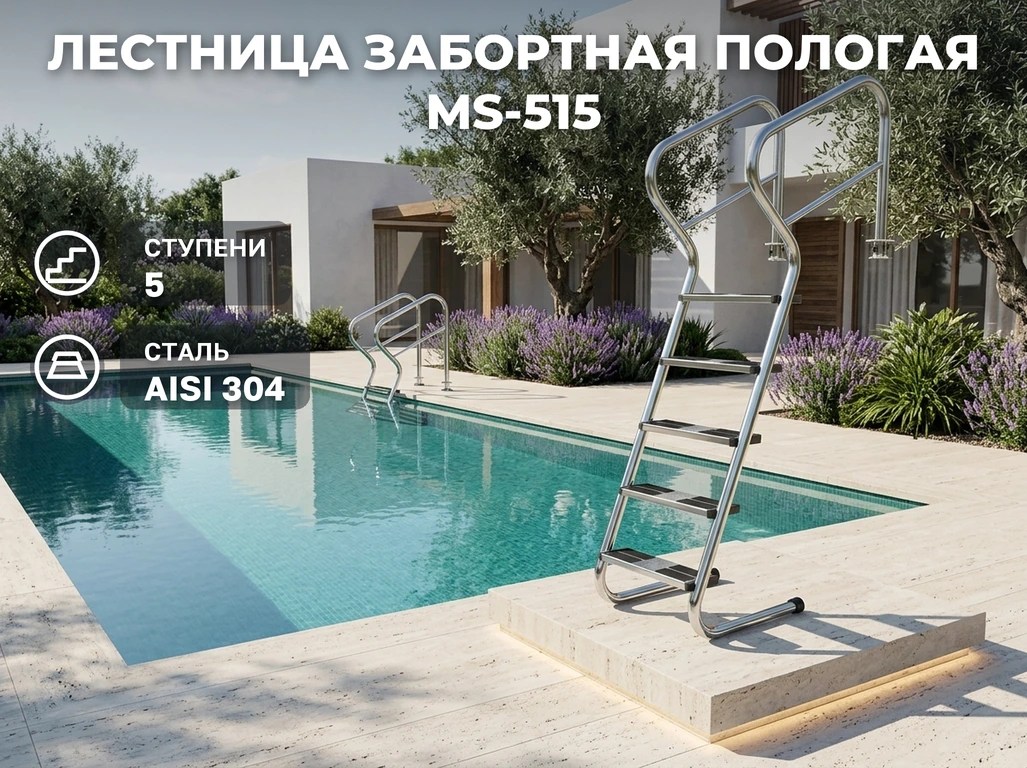 ЛЕСТНИЦА ЗАБОРТНАЯ ПОЛОГАЯ
MS-515
СТУПЕНИ
5
СТАЛЬ
AISI 304